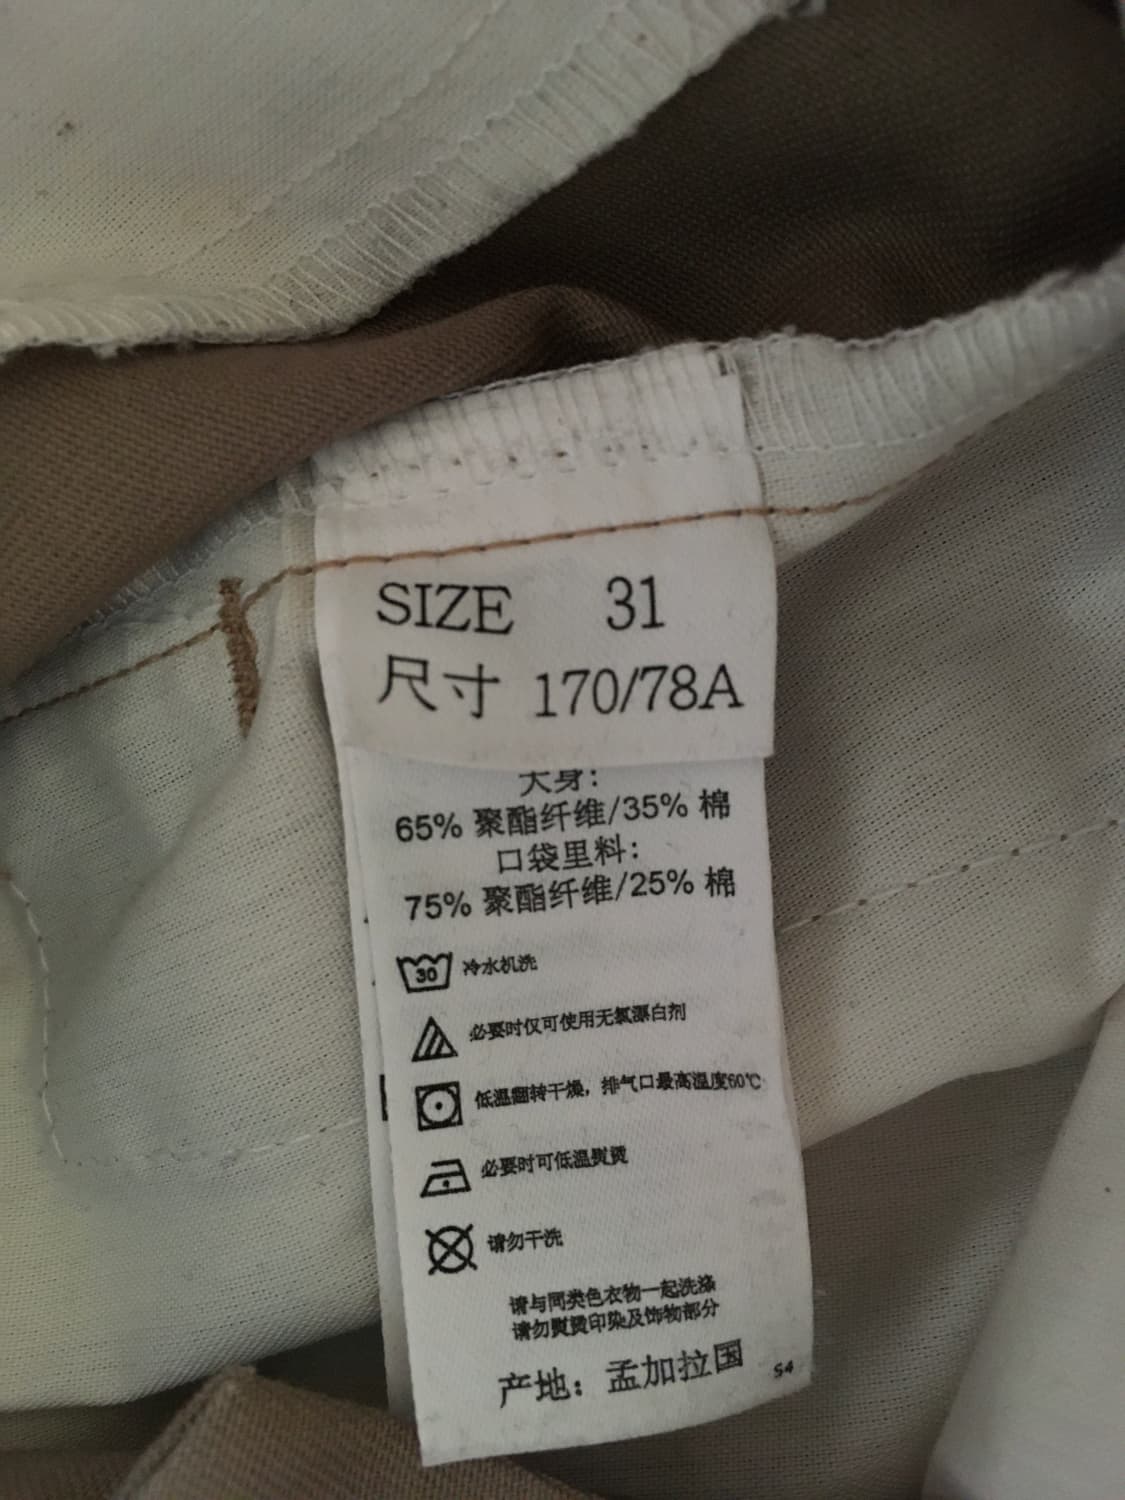 SIZE 31
尺寸 170/78A
大身：
65% 聚酯纤维/35% 棉
口袋里料：
75% 聚酯纤维/25% 棉
30 冷水机洗
必要时仅可使用无氯漂白剂
低温翻转干燥，排气口最高温度60℃
必要时可低温熨烫
请勿干洗
请与同类色衣物一起洗涤
请勿熨烫印染及饰物部分
产地：孟加拉国 S4